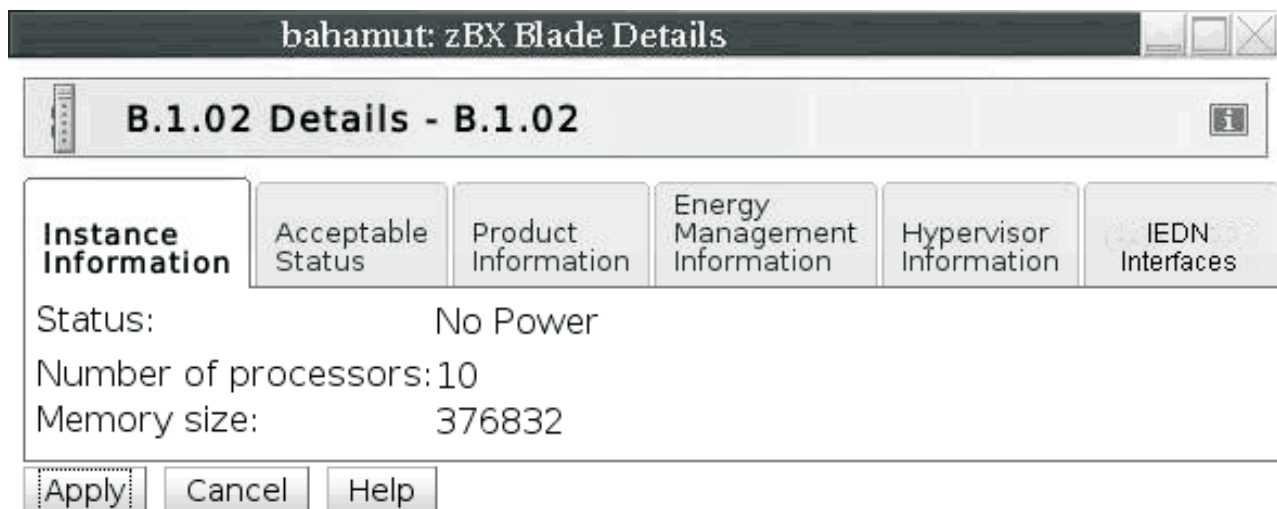 bahamut: zBX Blade Details
B.1.02 Details - B.1.02
i
Instance
Information
Acceptable
Status
Product
Information
Energy
Management
Information
Hypervisor
Information
IEDN
Interfaces
Status: No Power
Number of processors: 10
Memory size: 376832
Apply Cancel Help